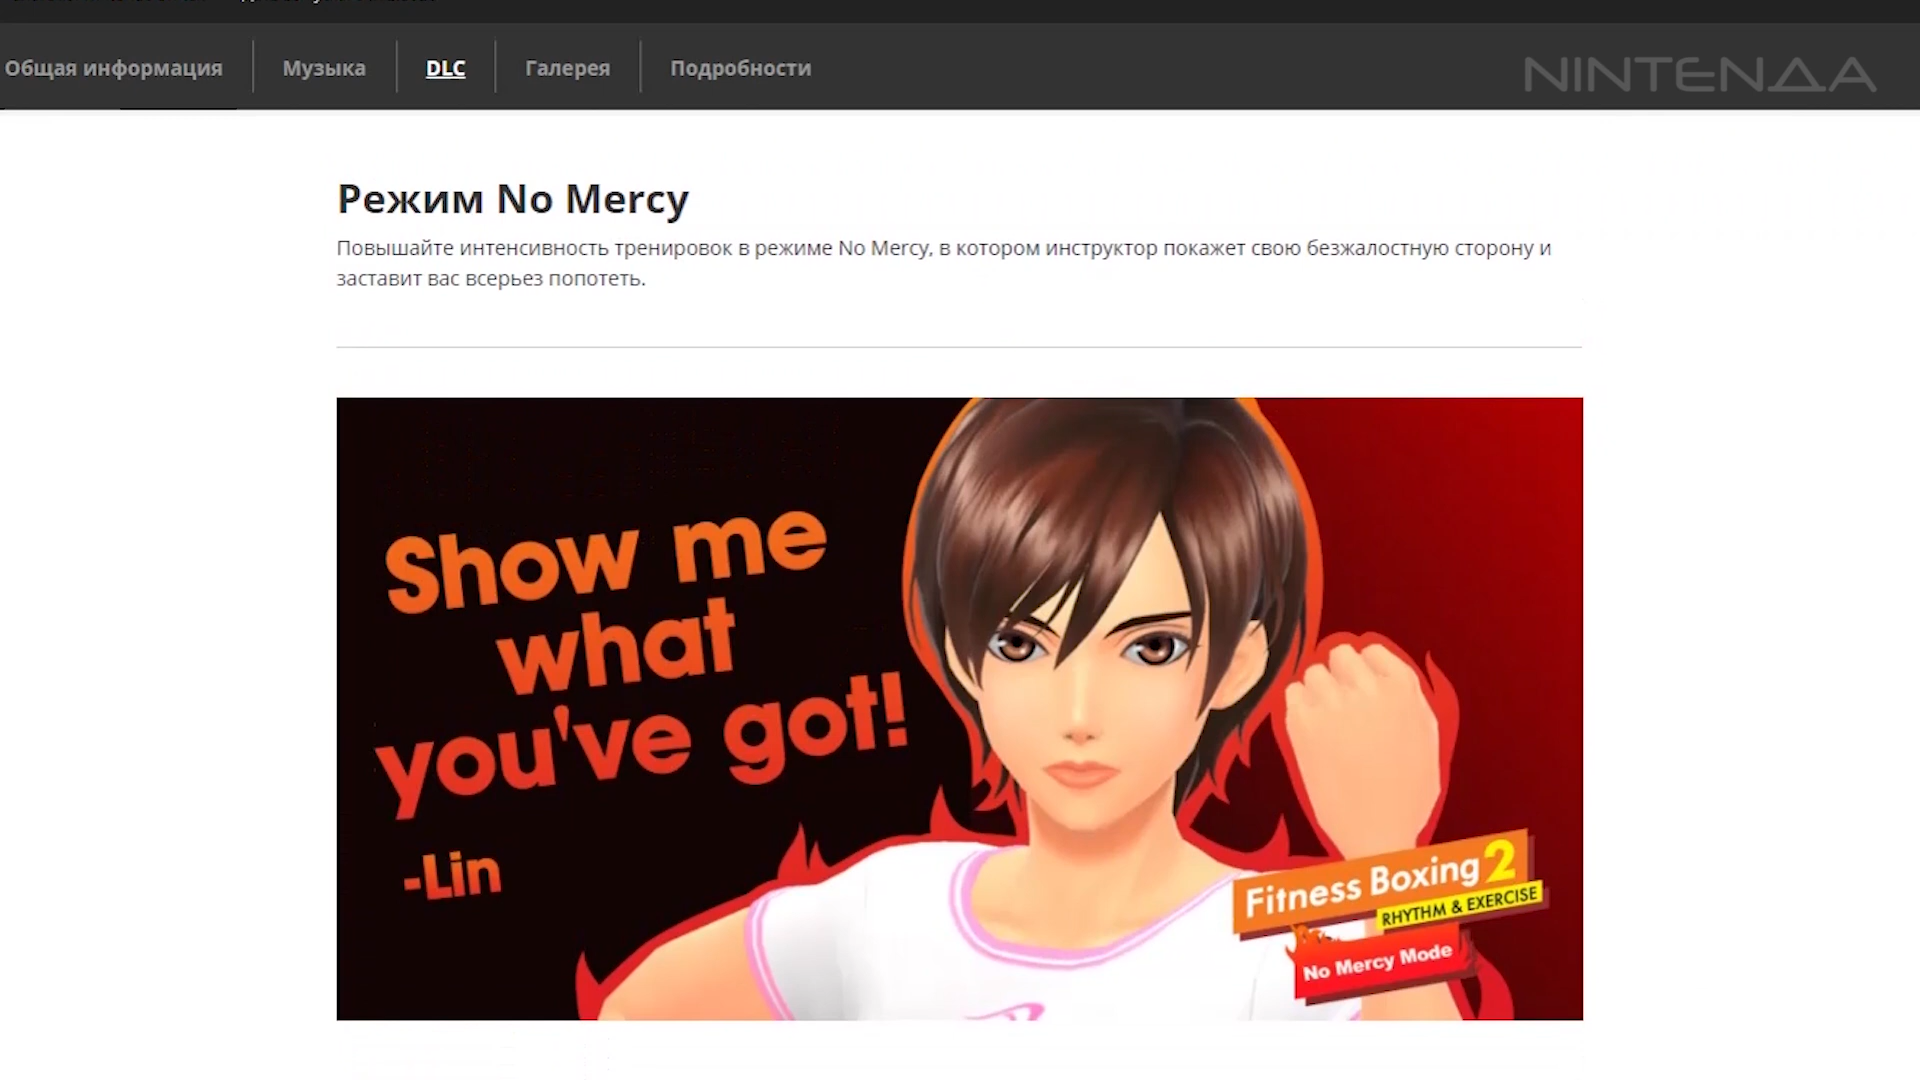 Общая информация
Музыка
DLC
Галерея
Подробности
NINTENДА
Режим No Mercy
Повышайте интенсивность тренировок в режиме No Mercy, в котором инструктор покажет свою безжалостную сторону и
заставит вас всерьез попотеть.
Show me
what
you've got!
-Lin
Fitness Boxing 2
RHYTHM & EXERCISE
No Mercy Mode